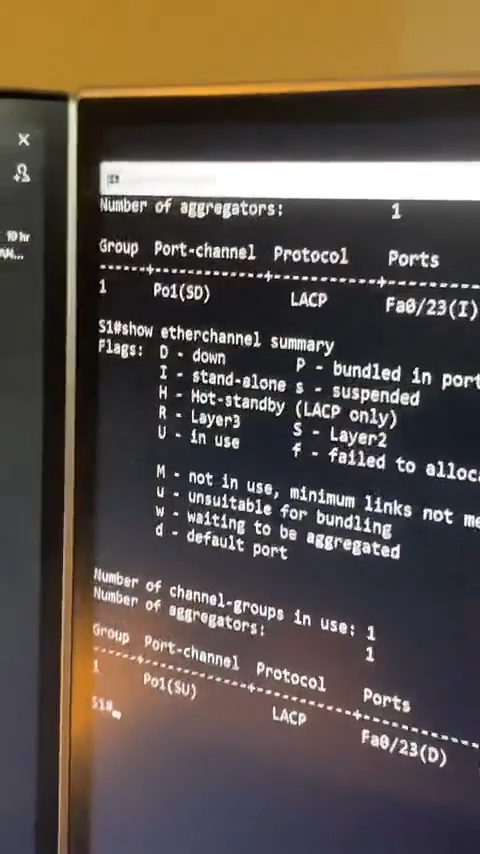 10 hr
Number of aggregators: 1
Group Port-channel Protocol Ports
------+-------------+-----------+---------
1 Po1(SD) LACP Fa0/23(I)
S1#show etherchannel summary
Flags: D - down P - bundled in port
I - stand-alone s - suspended
H - Hot-standby (LACP only)
R - Layer3 S - Layer2
U - in use f - failed to alloc
M - not in use, minimum links not me
u - unsuitable for bundling
w - waiting to be aggregated
d - default port
Number of channel-groups in use: 1
Number of aggregators: 1
Group Port-channel Protocol Ports
------+-------------+-----------+---------
1 Po1(SU) LACP Fa0/23(D)
S1#